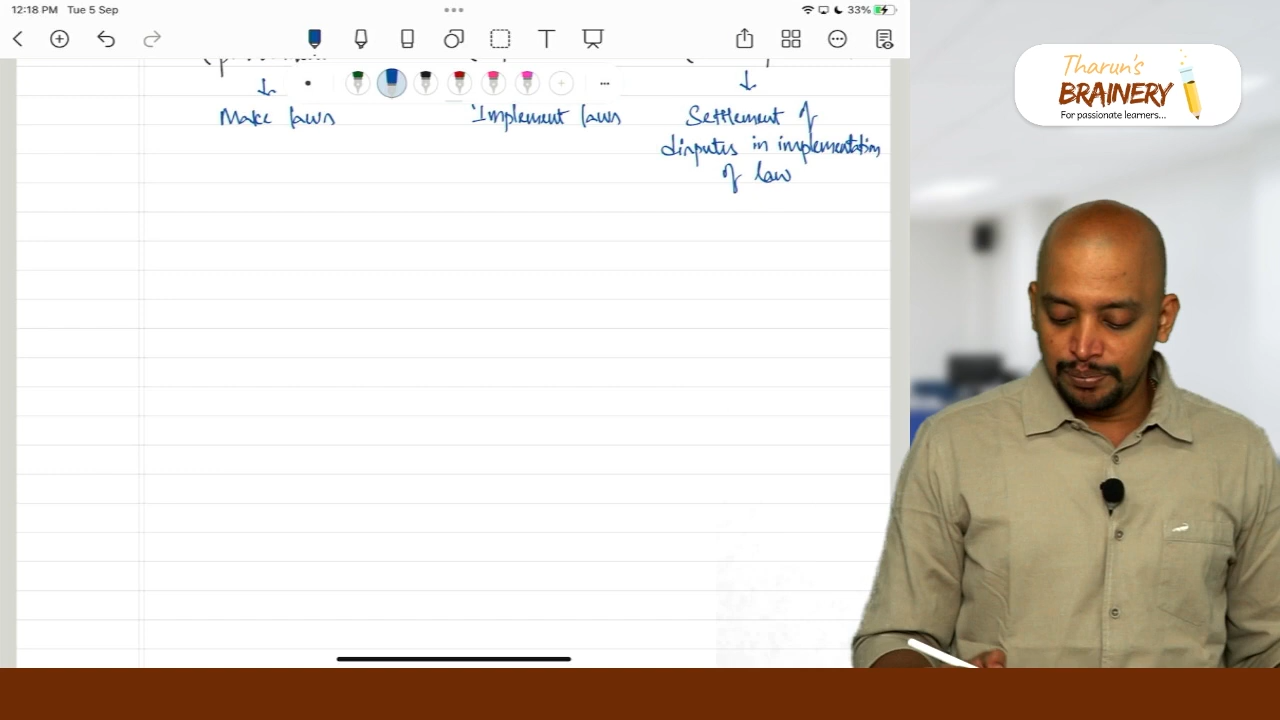 12:18 PM Tue 5 Sep
33%
T
Make laws
Implement laws
Settlement of
disputes in implementation
of law
Tharun's
BRAINERY
For passionate learners...